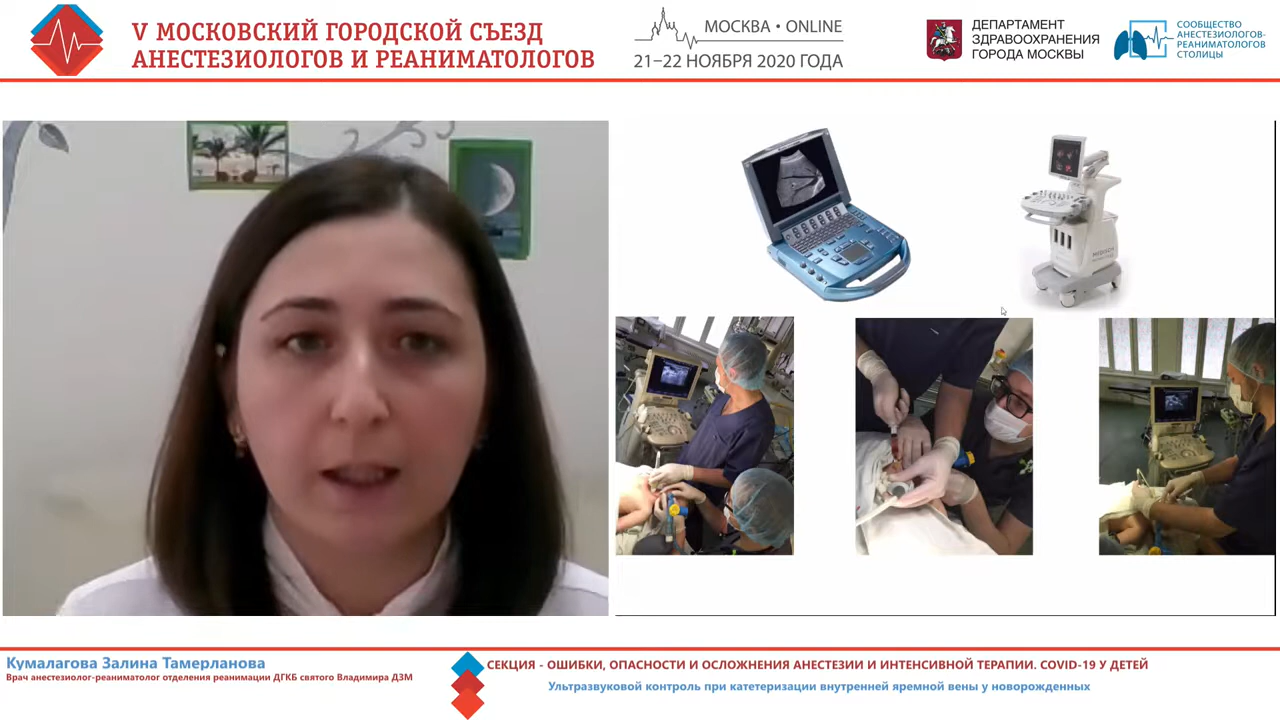 V МОСКОВСКИЙ ГОРОДСКОЙ СЪЕЗД
АНЕСТЕЗИОЛОГОВ И РЕАНИМАТОЛОГОВ
МОСКВА • ONLINE
21–22 НОЯБРЯ 2020 ГОДА
ДЕПАРТАМЕНТ
ЗДРАВООХРАНЕНИЯ
ГОРОДА МОСКВЫ
СООБЩЕСТВО
АНЕСТЕЗИОЛОГОВ-
РЕАНИМАТОЛОГОВ
СТОЛИЦЫ
Кумалагова Залина Тамерлановна
Врач анестезиолог-реаниматолог отделения реанимации ДГКБ святого Владимира ДЗМ
СЕКЦИЯ - ОШИБКИ, ОПАСНОСТИ И ОСЛОЖНЕНИЯ АНЕСТЕЗИИ И ИНТЕНСИВНОЙ ТЕРАПИИ. COVID-19 У ДЕТЕЙ
Ультразвуковой контроль при катетеризации внутренней яремной вены у новорожденных